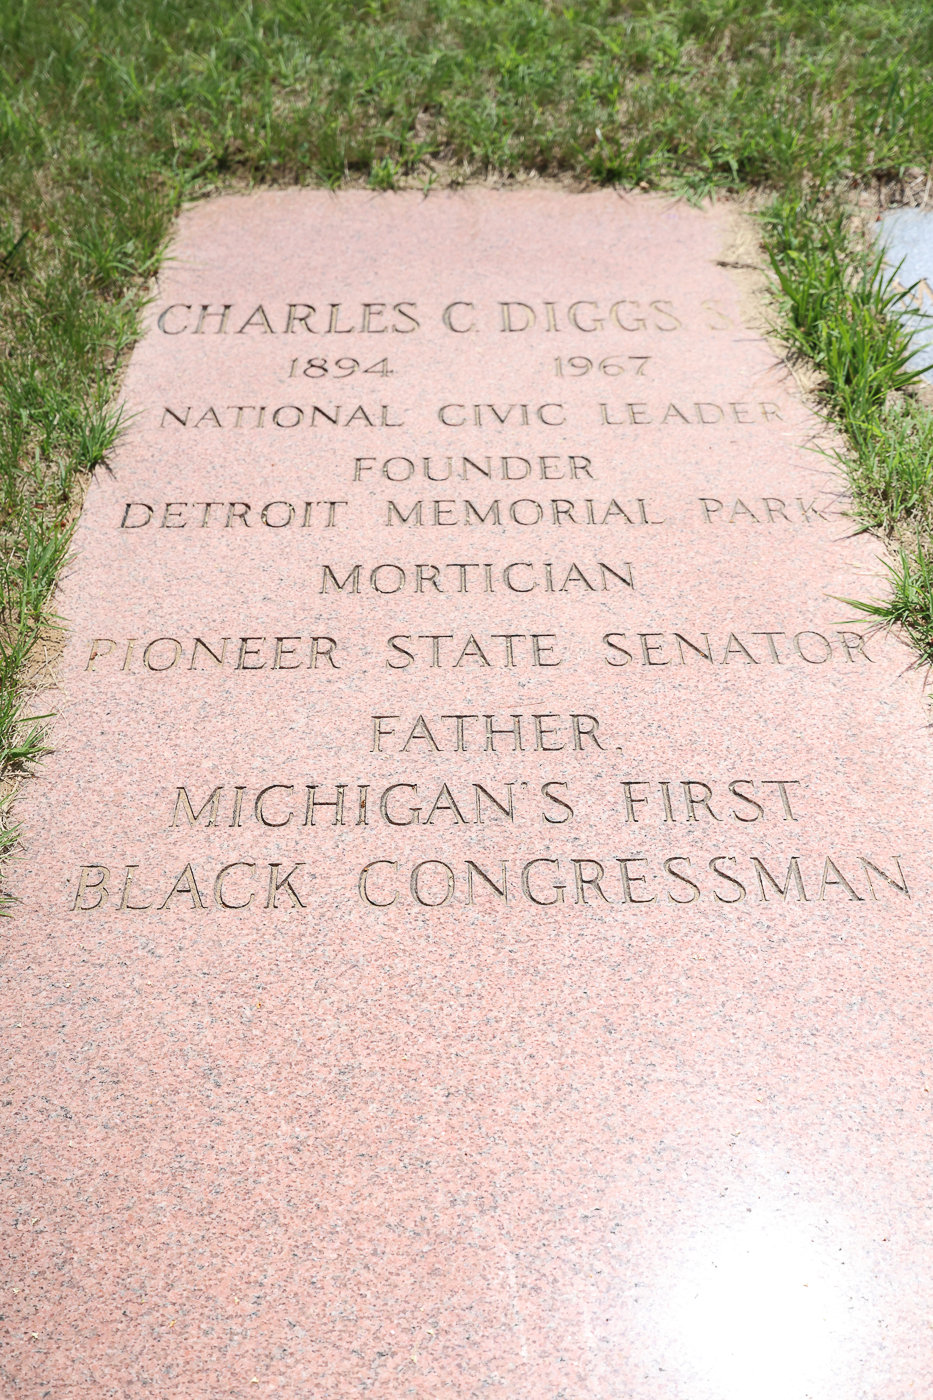 CHARLES C. DIGGS S
1894 1967
NATIONAL CIVIC LEADER
FOUNDER
DETROIT MEMORIAL PARK
MORTICIAN
PIONEER STATE SENATOR
FATHER
MICHIGAN'S FIRST
BLACK CONGRESSMAN